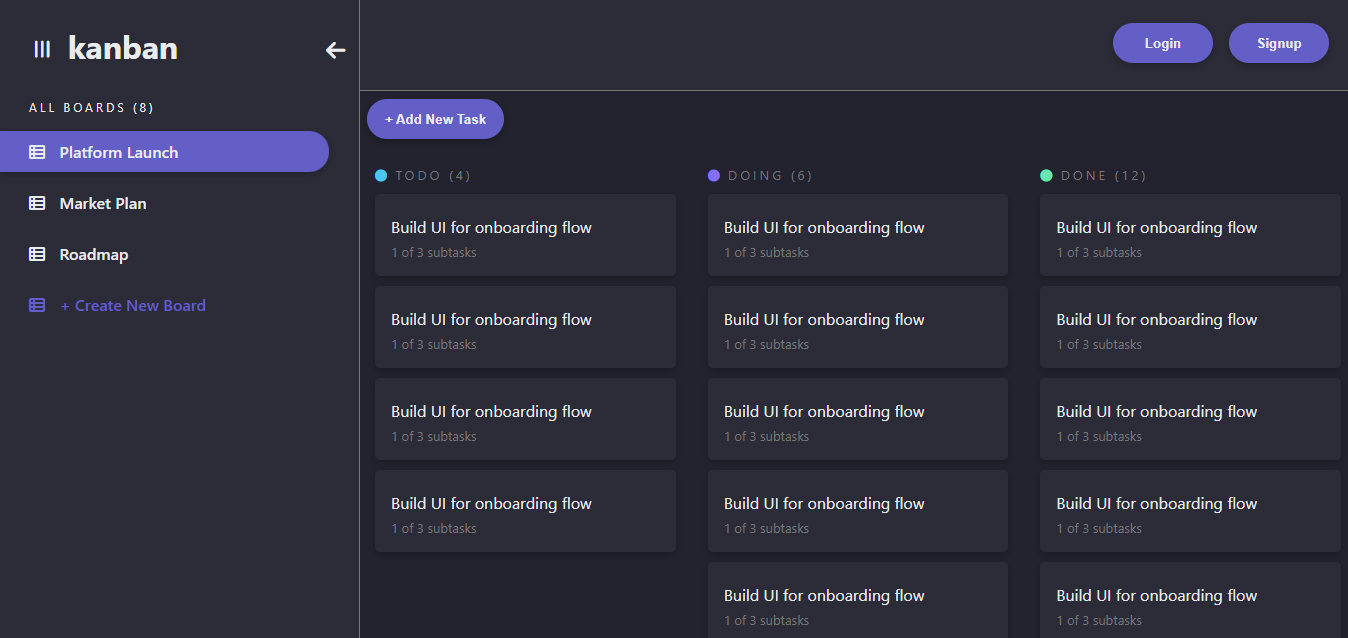 kanban
Login
Signup
ALL BOARDS (8)
Platform Launch
Market Plan
Roadmap
+ Create New Board
+ Add New Task
TODO (4)
Build UI for onboarding flow
1 of 3 subtasks
Build UI for onboarding flow
1 of 3 subtasks
Build UI for onboarding flow
1 of 3 subtasks
Build UI for onboarding flow
1 of 3 subtasks
DOING (6)
Build UI for onboarding flow
1 of 3 subtasks
Build UI for onboarding flow
1 of 3 subtasks
Build UI for onboarding flow
1 of 3 subtasks
Build UI for onboarding flow
1 of 3 subtasks
Build UI for onboarding flow
1 of 3 subtasks
DONE (12)
Build UI for onboarding flow
1 of 3 subtasks
Build UI for onboarding flow
1 of 3 subtasks
Build UI for onboarding flow
1 of 3 subtasks
Build UI for onboarding flow
1 of 3 subtasks
Build UI for onboarding flow
1 of 3 subtasks